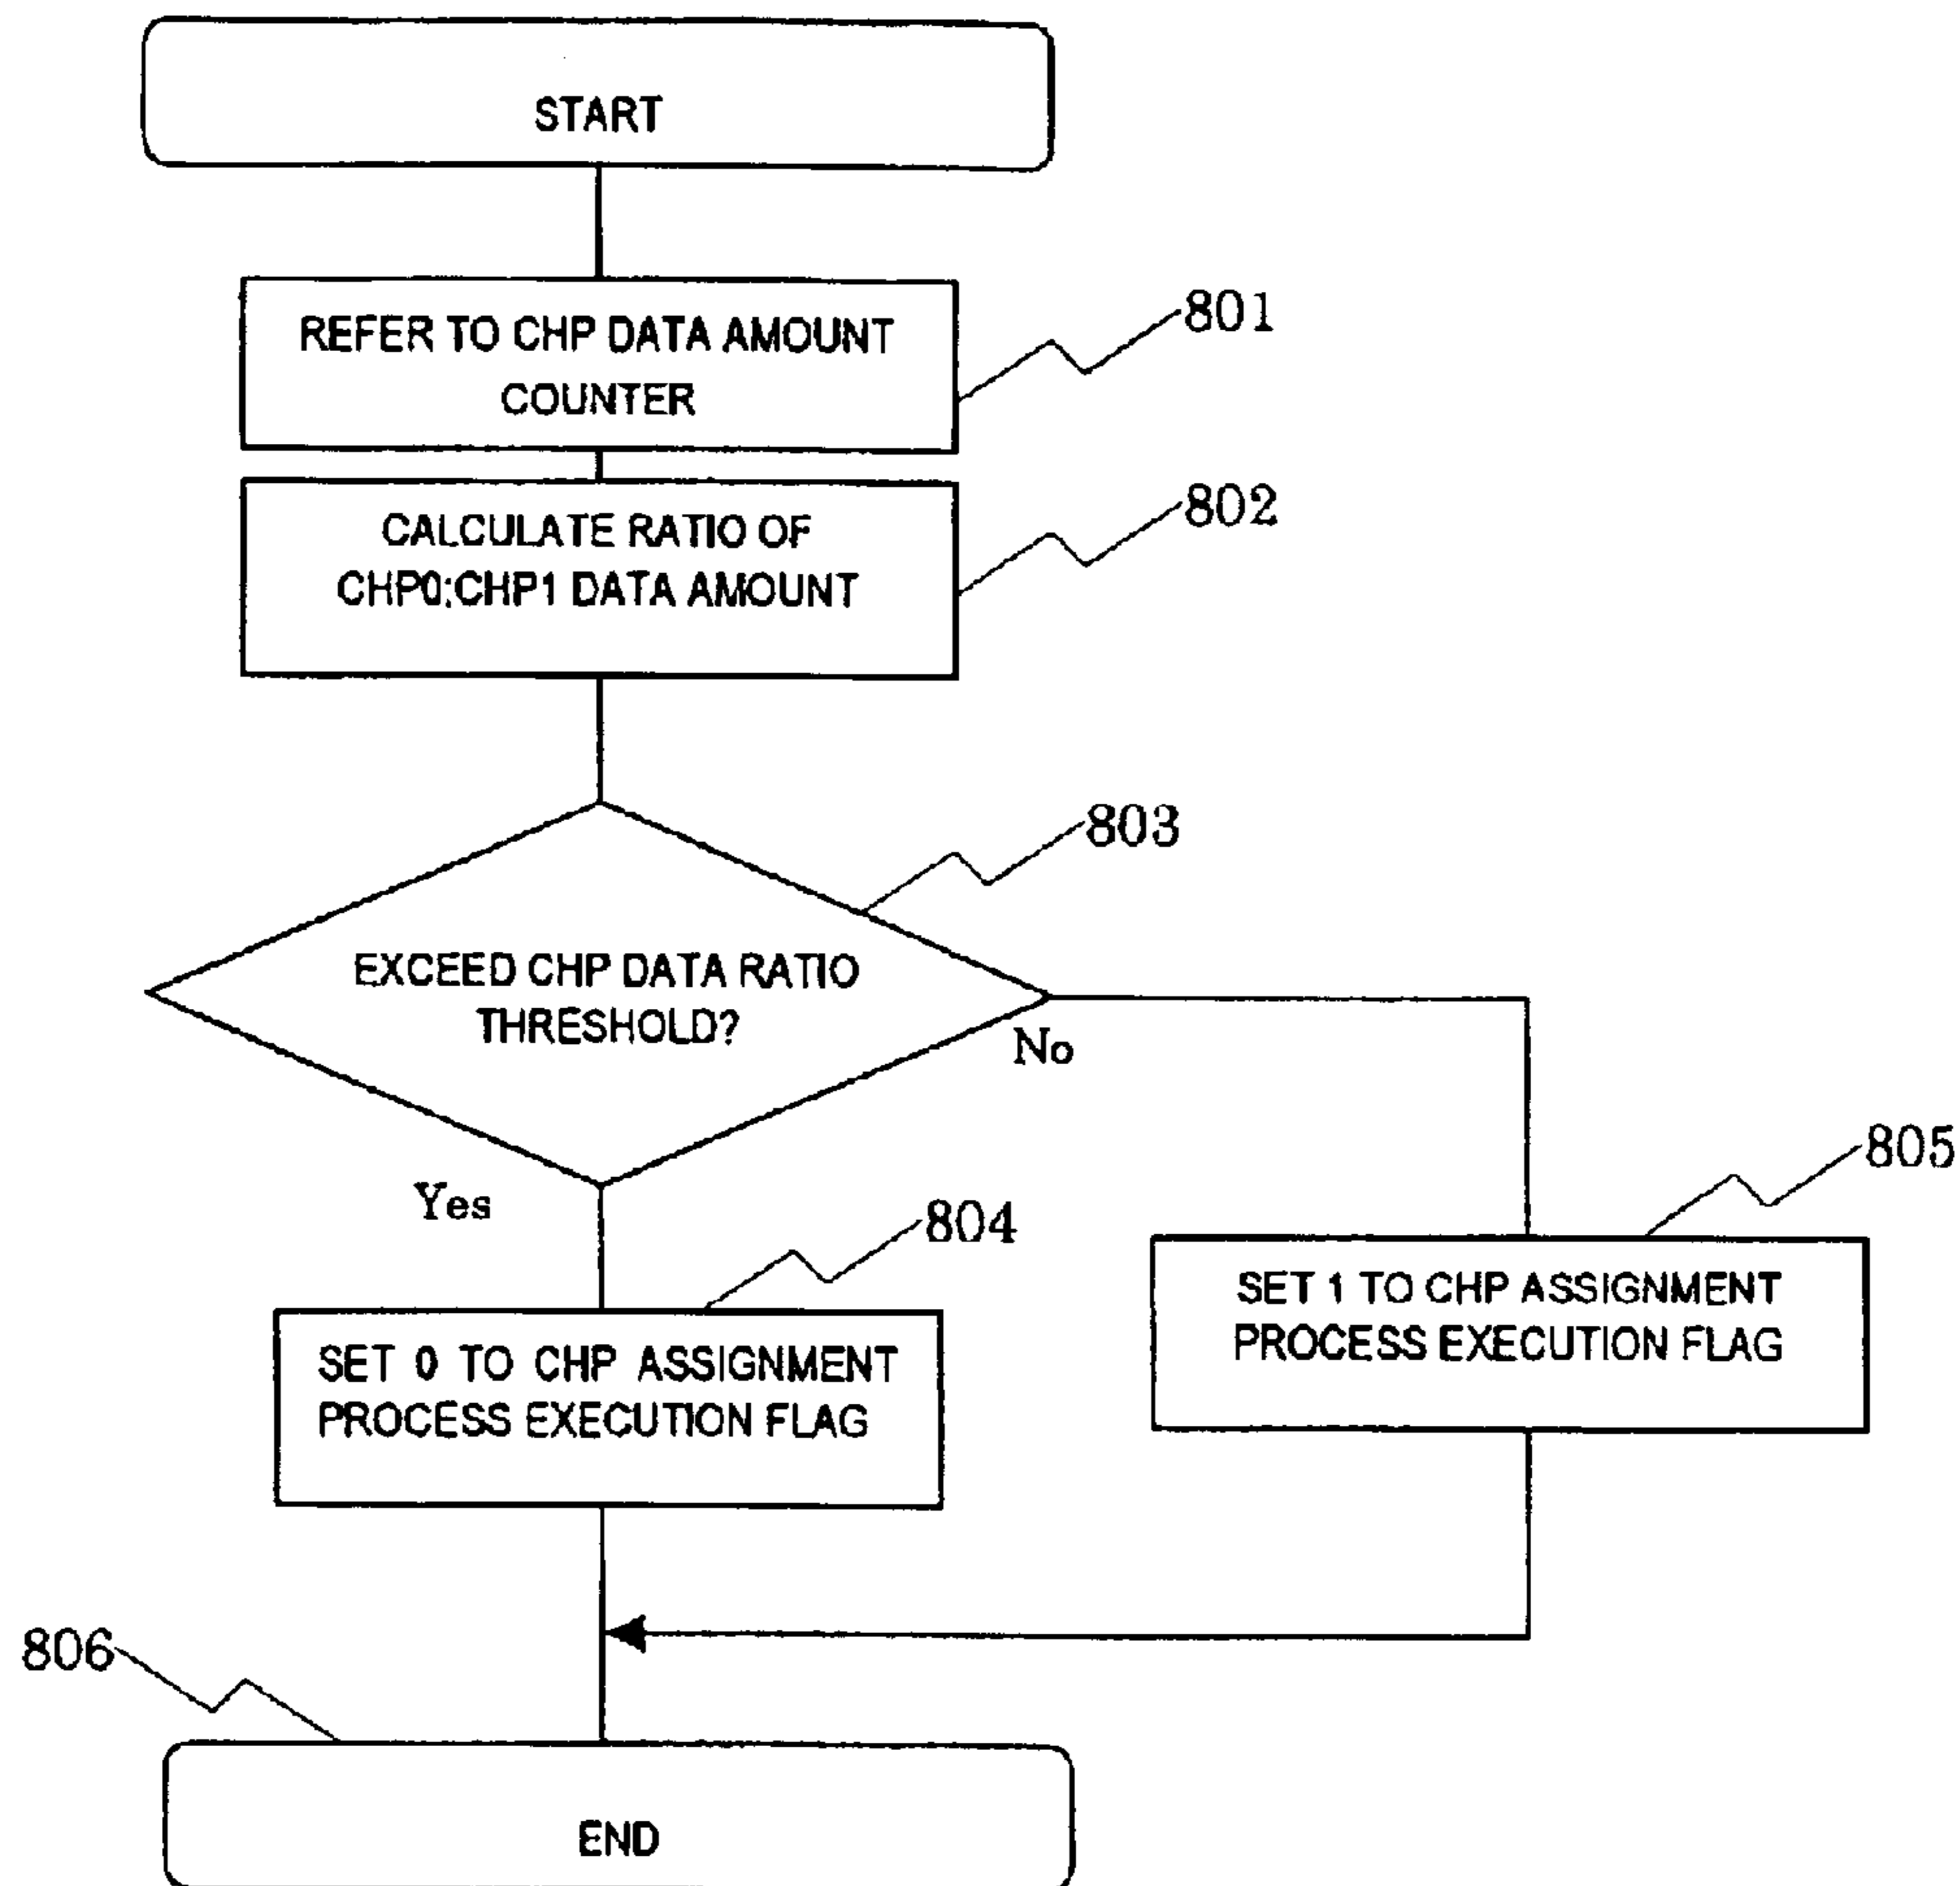 START
REFER TO CHP DATA AMOUNT
COUNTER
801
CALCULATE RATIO OF
CHP0:CHP1 DATA AMOUNT
802
803
EXCEED CHP DATA RATIO
THRESHOLD?
No
Yes
804
805
SET 0 TO CHP ASSIGNMENT
PROCESS EXECUTION FLAG
SET 1 TO CHP ASSIGNMENT
PROCESS EXECUTION FLAG
806
END